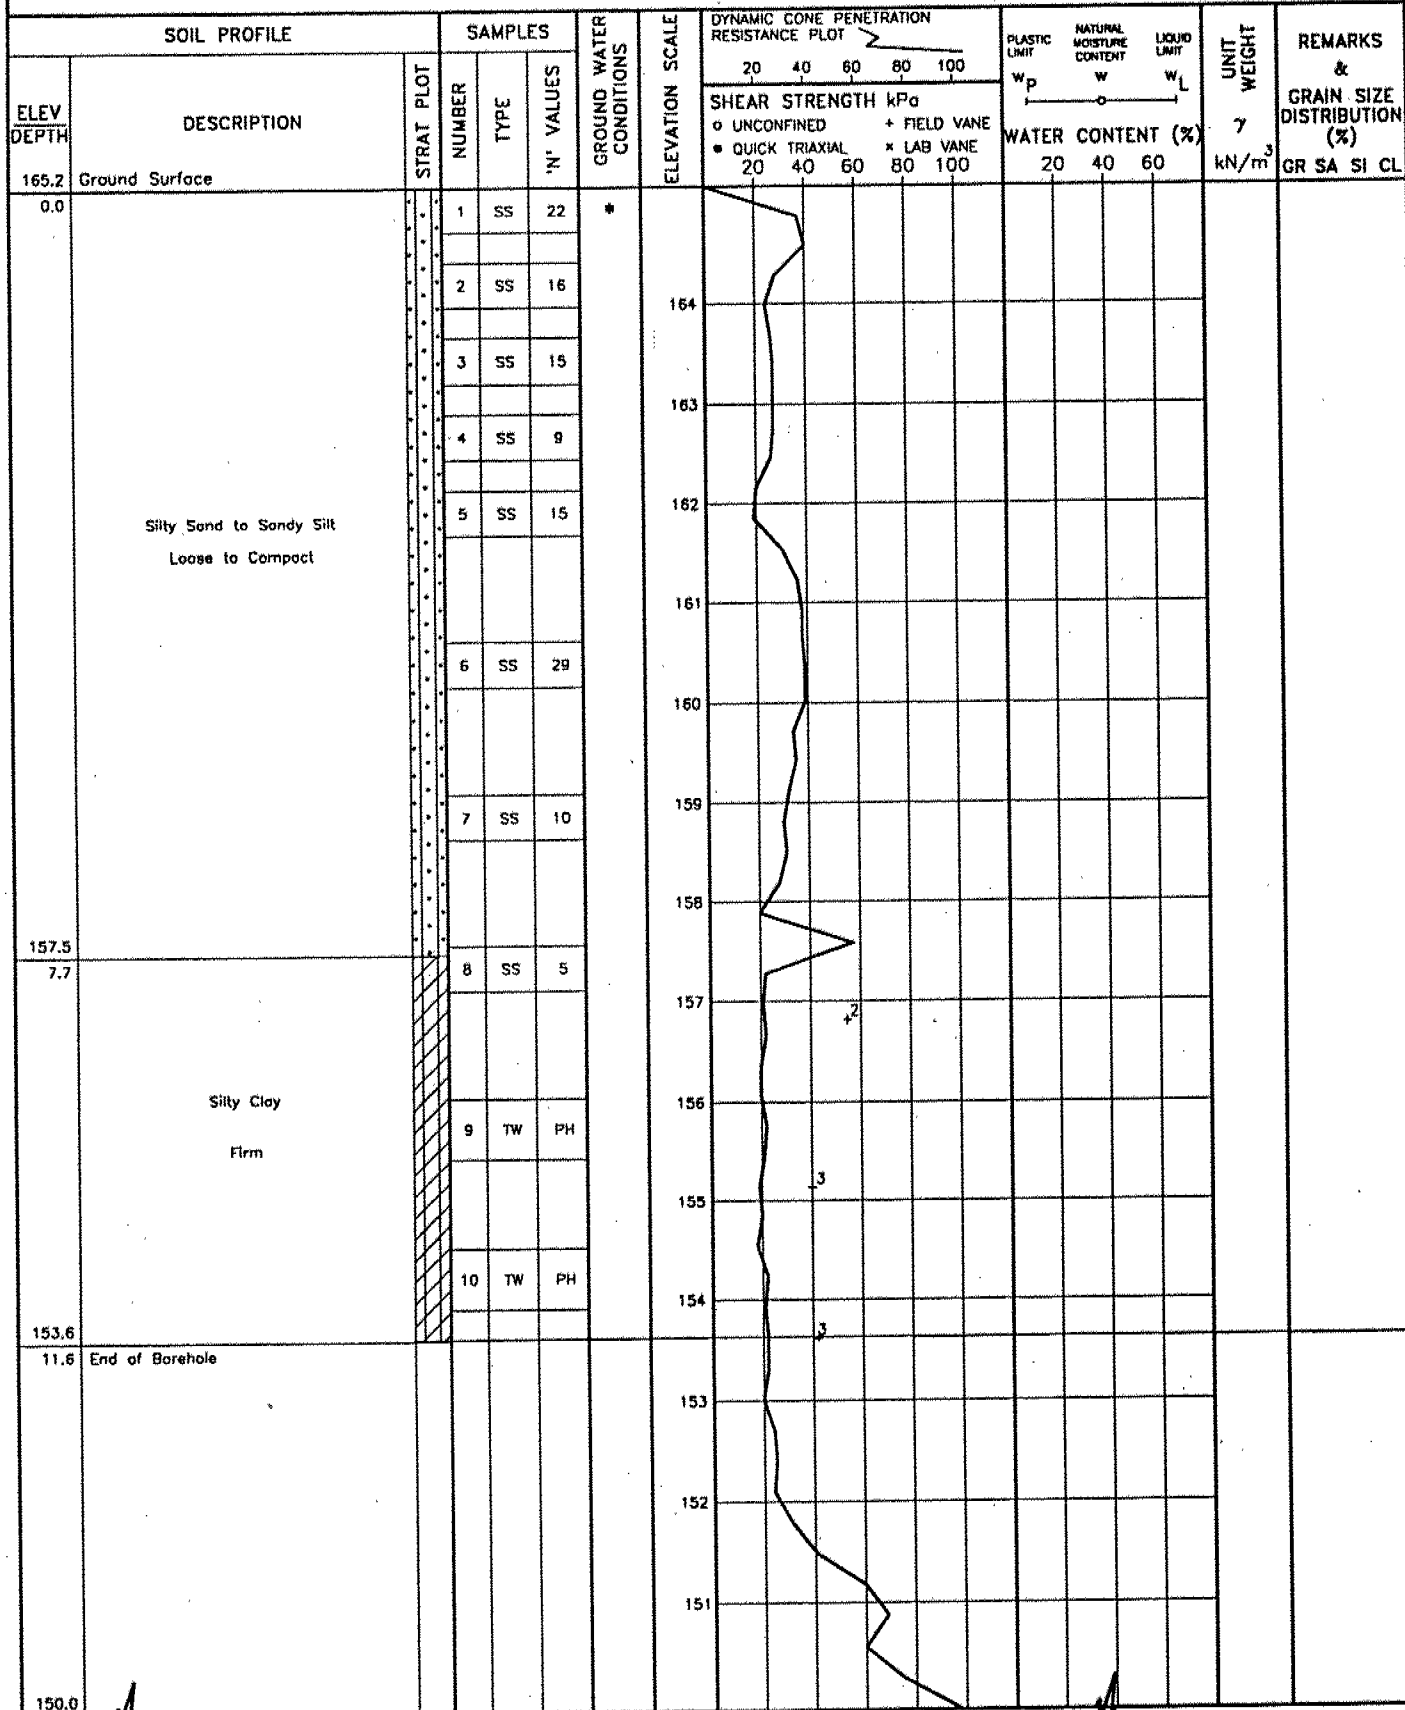 SOIL PROFILE
SAMPLES
GROUND WATER
CONDITIONS
ELEVATION SCALE
DYNAMIC CONE PENETRATION
RESISTANCE PLOT
20 40 60 80 100
PLASTIC
LIMIT
NATURAL
MOISTURE
CONTENT
LIQUID
LIMIT
wP w wL
UNIT
WEIGHT
γ
kN/m3
REMARKS
&
GRAIN SIZE
DISTRIBUTION
(%)
GR SA SI CL
ELEV
DEPTH
DESCRIPTION
STRAT PLOT
NUMBER
TYPE
'N' VALUES
SHEAR STRENGTH kPa
o UNCONFINED + FIELD VANE
● QUICK TRIAXIAL × LAB VANE
20 40 60 80 100
WATER CONTENT (%)
20 40 60
165.2 Ground Surface
0.0
1 SS 22 *
2 SS 16
164
3 SS 15
163
4 SS 9
162
5 SS 15
Silty Sand to Sandy Silt
Loose to Compact
161
6 SS 29
160
159
7 SS 10
158
157.5
7.7
8 SS 5
157
+2
Silty Clay
156
9 TW PH
Firm
+3
155
10 TW PH
154
153.6
+3
11.6 End of Borehole
153
152
151
150.0